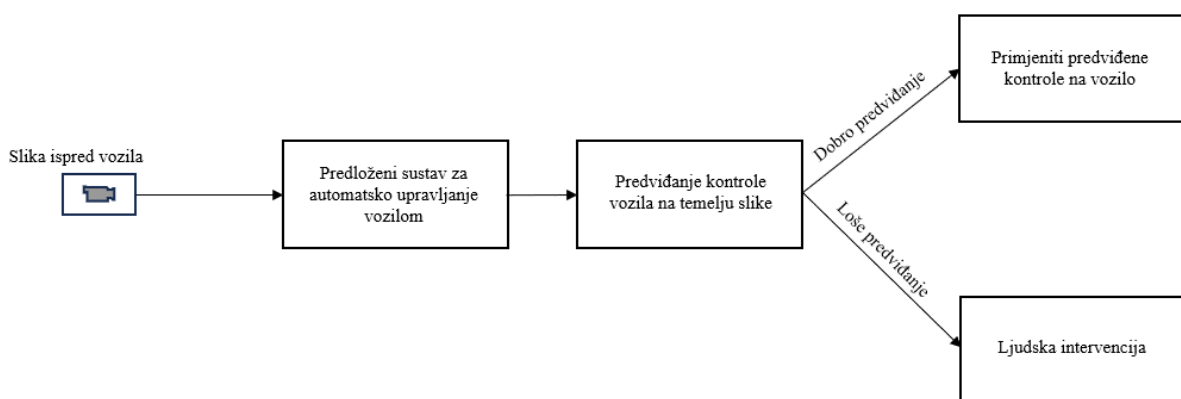 Slika ispred vozila
Predloženi sustav za
automatsko upravljanje
vozilom
Predviđanje kontrole
vozila na temelju slike
Dobro predviđanje
Loše predviđanje
Primjeniti predviđene
kontrole na vozilo
Ljudska intervencija